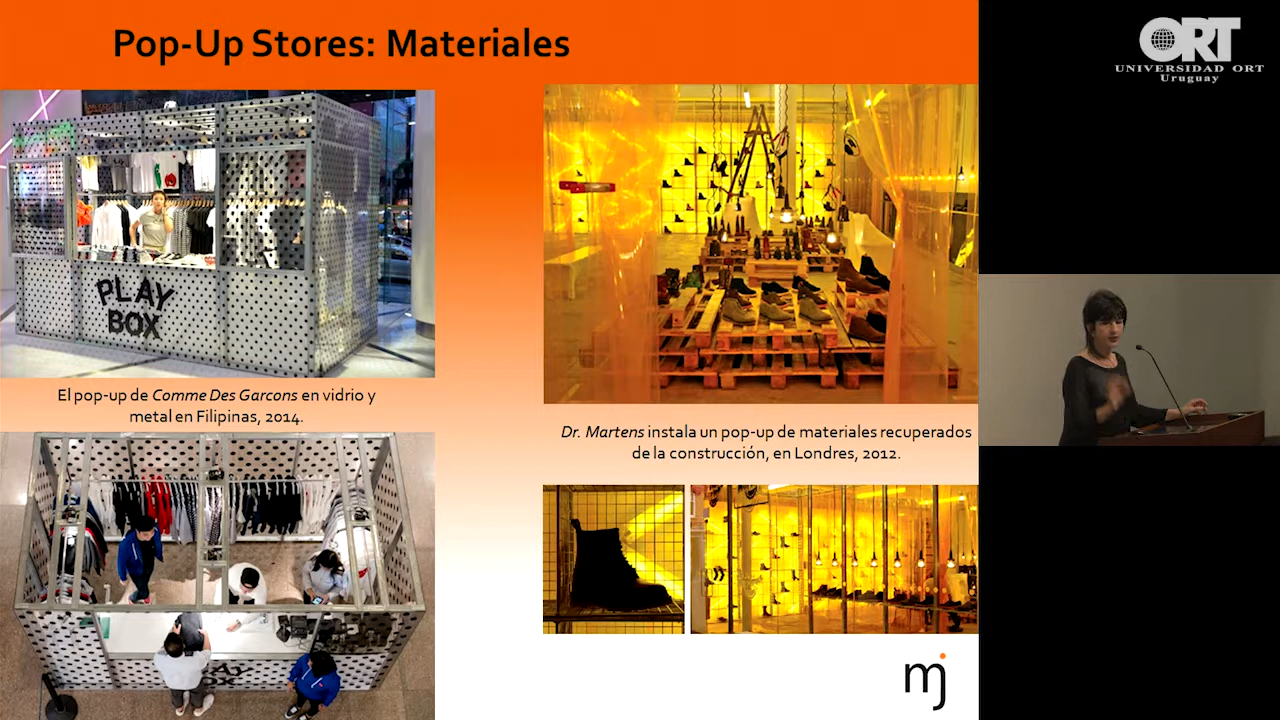 Pop-Up Stores: Materiales
ORT
UNIVERSIDAD ORT
Uruguay
PLAY
BOX
El pop-up de Comme Des Garcons en vidrio y
metal en Filipinas, 2014.
Dr. Martens instala un pop-up de materiales recuperados
de la construcción, en Londres, 2012.
mj